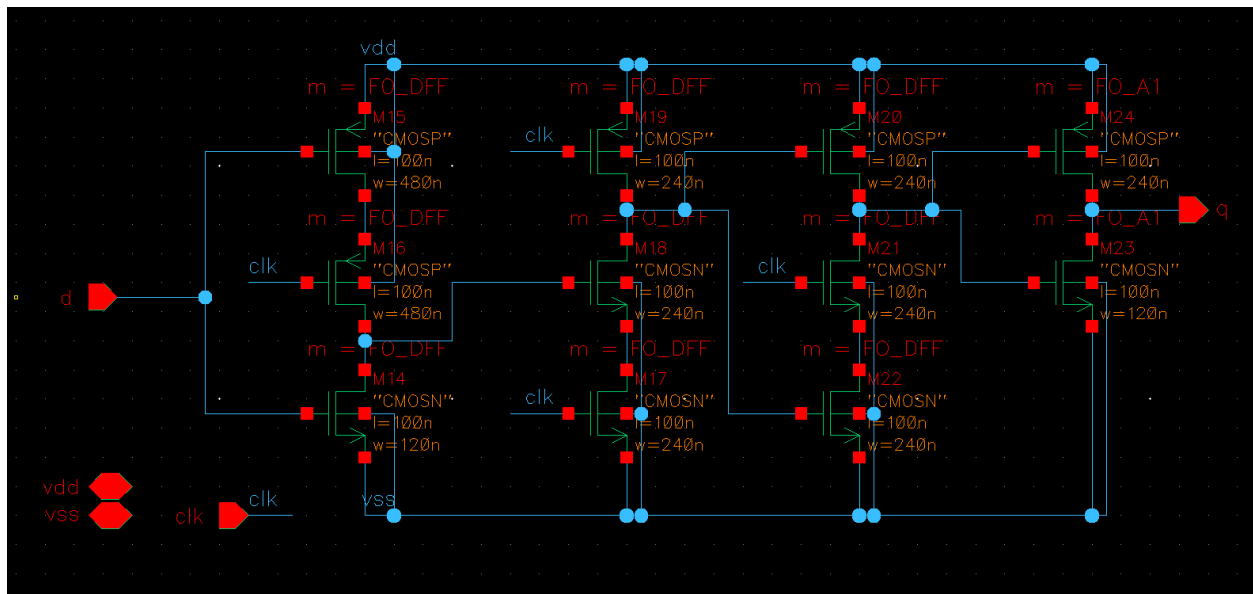 vdd
m = FO_DFF
M15
"CMOSP"
l=100n
w=480n
m = FO_DFF
M19
"CMOSP"
l=100n
w=240n
clk
m = FO_DFF
M20
"CMOSP"
l=100n
w=240n
m = FO_A1
M24
"CMOSP"
l=100n
w=240n
m = FO_DFF
M16
"CMOSP"
l=100n
w=480n
clk
m = FO_DFF
M18
"CMOSN"
l=100n
w=240n
m = FO_DFF
M21
"CMOSN"
l=100n
w=240n
clk
m = FO_A1
M23
"CMOSN"
l=100n
w=120n
q
d
m = FO_DFF
M14
"CMOSN"
l=100n
w=120n
m = FO_DFF
M17
"CMOSN"
l=100n
w=240n
clk
m = FO_DFF
M22
"CMOSN"
l=100n
w=240n
vdd
vss
clk
clk
vss